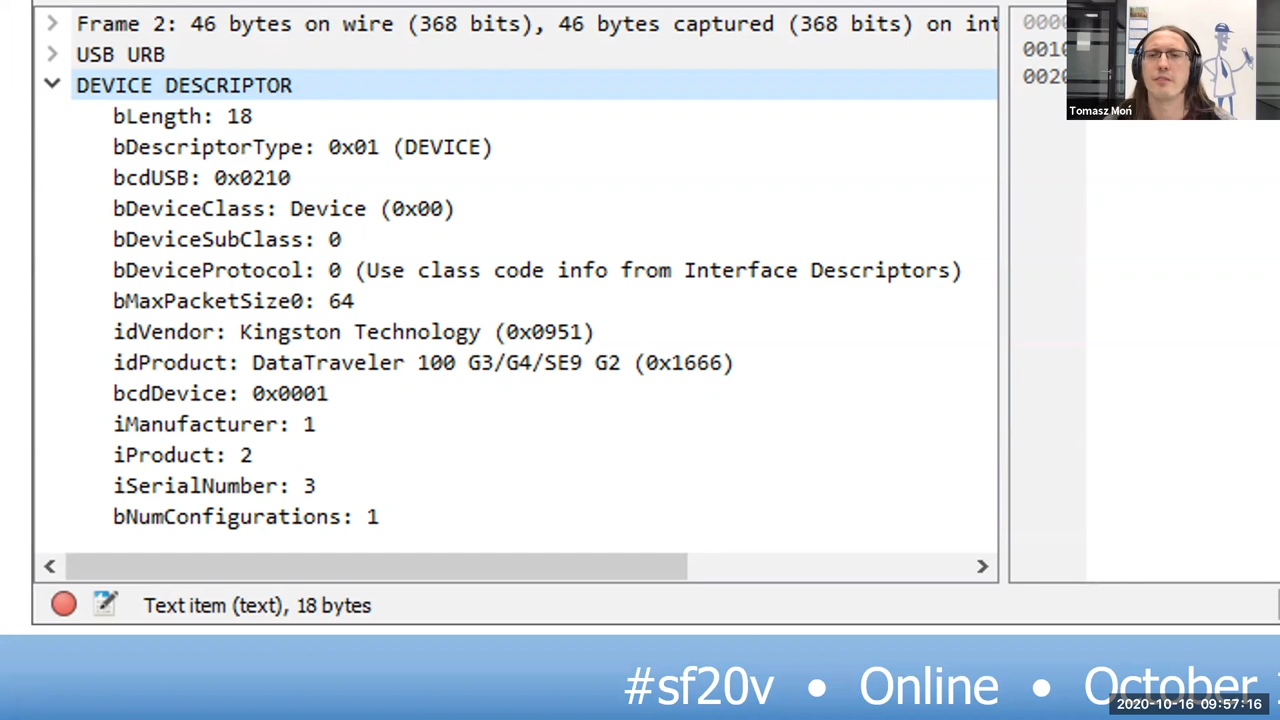 Frame 2: 46 bytes on wire (368 bits), 46 bytes captured (368 bits) on int
USB URB
DEVICE DESCRIPTOR
bLength: 18
bDescriptorType: 0x01 (DEVICE)
bcdUSB: 0x0210
bDeviceClass: Device (0x00)
bDeviceSubClass: 0
bDeviceProtocol: 0 (Use class code info from Interface Descriptors)
bMaxPacketSize0: 64
idVendor: Kingston Technology (0x0951)
idProduct: DataTraveler 100 G3/G4/SE9 G2 (0x1666)
bcdDevice: 0x0001
iManufacturer: 1
iProduct: 2
iSerialNumber: 3
bNumConfigurations: 1
Text item (text), 18 bytes
0000
0010
0020
Tomasz Moń
#sf20v • Online • October
2020-10-16 09:57:16